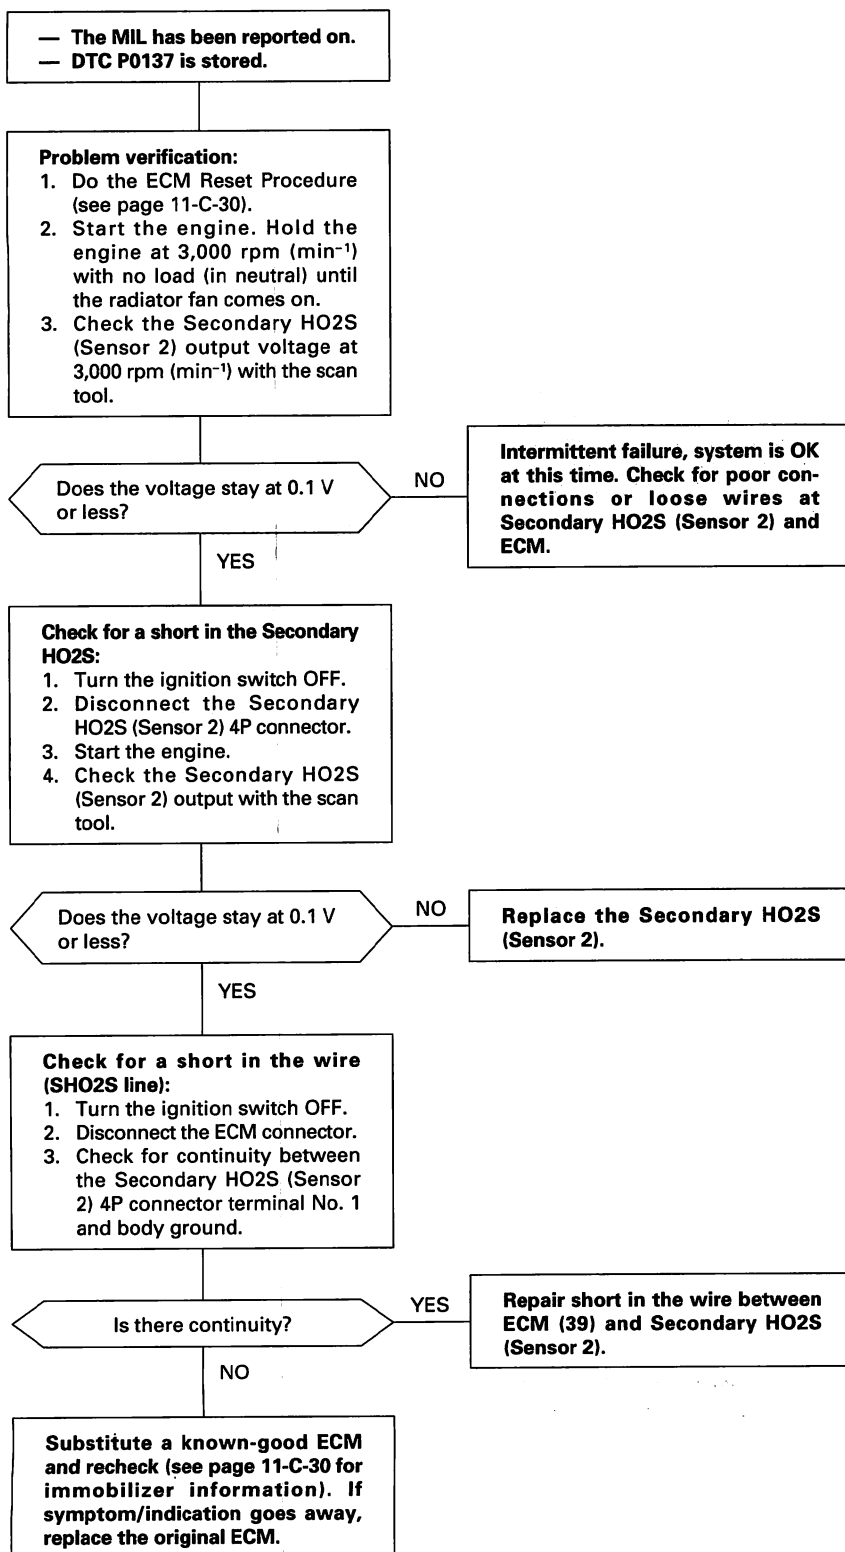 — The MIL has been reported on.
— DTC P0137 is stored.
Problem verification:
1. Do the ECM Reset Procedure
(see page 11-C-30).
2. Start the engine. Hold the
engine at 3,000 rpm (min⁻¹)
with no load (in neutral) until
the radiator fan comes on.
3. Check the Secondary HO2S
(Sensor 2) output voltage at
3,000 rpm (min⁻¹) with the scan
tool.
Does the voltage stay at 0.1 V
or less?
NO
Intermittent failure, system is OK
at this time. Check for poor con-
nections or loose wires at
Secondary HO2S (Sensor 2) and
ECM.
YES
Check for a short in the Secondary
HO2S:
1. Turn the ignition switch OFF.
2. Disconnect the Secondary
HO2S (Sensor 2) 4P connector.
3. Start the engine.
4. Check the Secondary HO2S
(Sensor 2) output with the scan
tool.
Does the voltage stay at 0.1 V
or less?
NO
Replace the Secondary HO2S
(Sensor 2).
YES
Check for a short in the wire
(SHO2S line):
1. Turn the ignition switch OFF.
2. Disconnect the ECM connector.
3. Check for continuity between
the Secondary HO2S (Sensor
2) 4P connector terminal No. 1
and body ground.
Is there continuity?
YES
Repair short in the wire between
ECM (39) and Secondary HO2S
(Sensor 2).
NO
Substitute a known-good ECM
and recheck (see page 11-C-30 for
immobilizer information). If
symptom/indication goes away,
replace the original ECM.